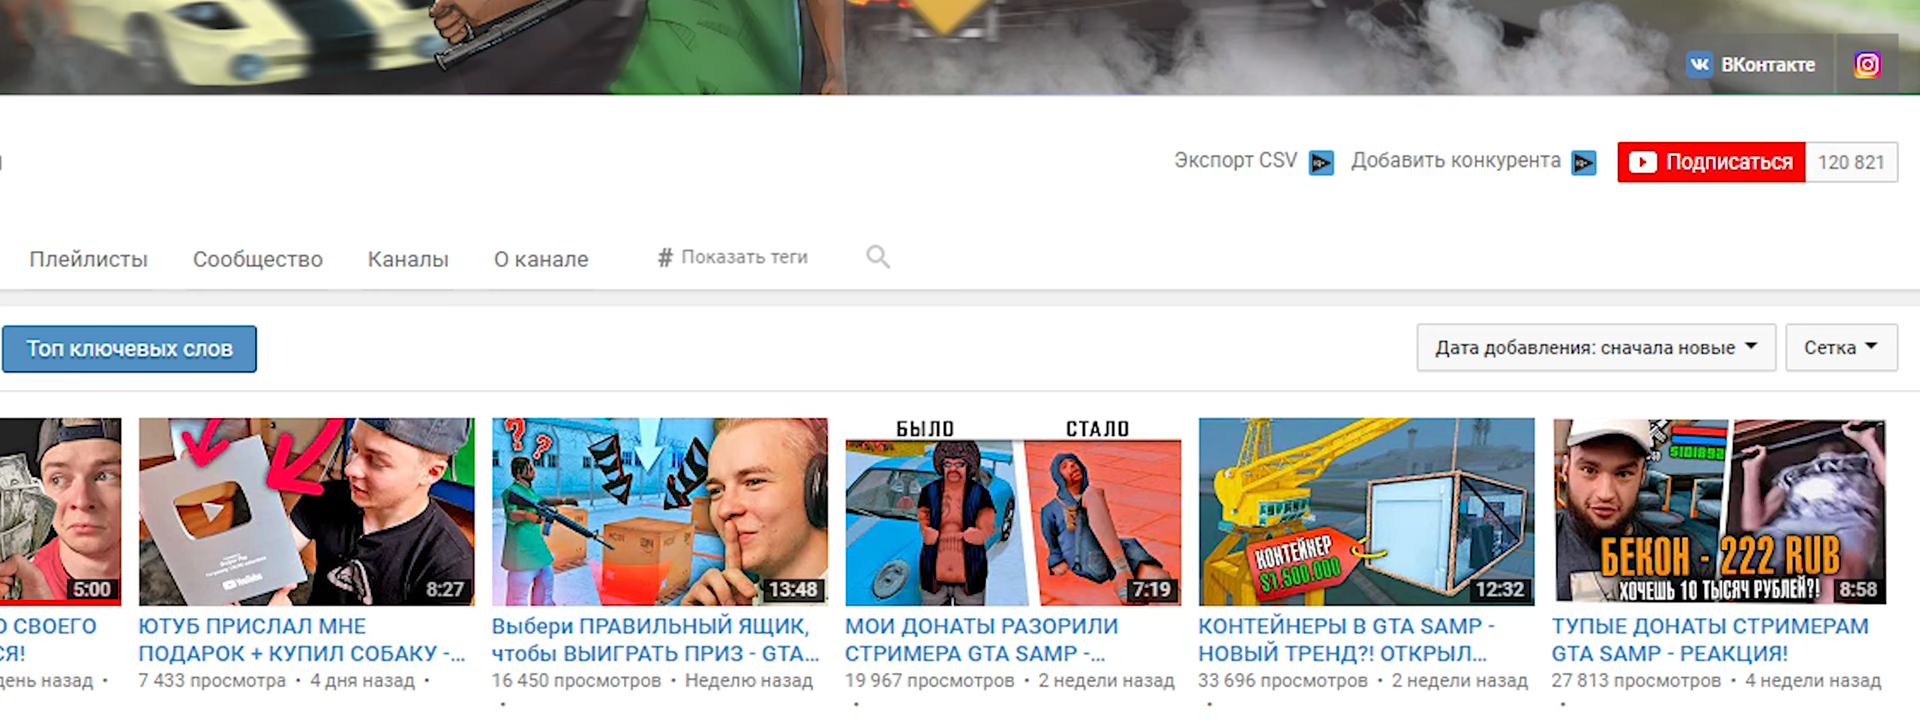 ВКонтакте
Экспорт CSV Добавить конкурента Подписаться 120 821
Плейлисты Сообщество Каналы О канале # Показать теги
Топ ключевых слов Дата добавления: сначала новые Сетка
5:00
О СВОЕГО
СЯ!
день назад •
YouTube
8:27
ЮТУБ ПРИСЛАЛ МНЕ
ПОДАРОК + КУПИЛ СОБАКУ -...
7 433 просмотра • 4 дня назад •
? ?
13:48
Выбери ПРАВИЛЬНЫЙ ЯЩИК,
чтобы ВЫИГРАТЬ ПРИЗ - GTA...
16 450 просмотров • Неделю назад
•
БЫЛО СТАЛО
7:19
МОИ ДОНАТЫ РАЗОРИЛИ
СТРИМЕРА GTA SAMP -...
19 967 просмотров • 2 недели назад
•
КОНТЕЙНЕР
$1.500.000
12:32
КОНТЕЙНЕРЫ В GTA SAMP -
НОВЫЙ ТРЕНД?! ОТКРЫЛ...
33 696 просмотров • 2 недели назад
•
БЕКОН - 222 RUB
ХОЧЕШЬ 10 ТЫСЯЧ РУБЛЕЙ?!
8:58
ТУПЫЕ ДОНАТЫ СТРИМЕРАМ
GTA SAMP - РЕАКЦИЯ!
27 813 просмотров • 4 недели назад
•